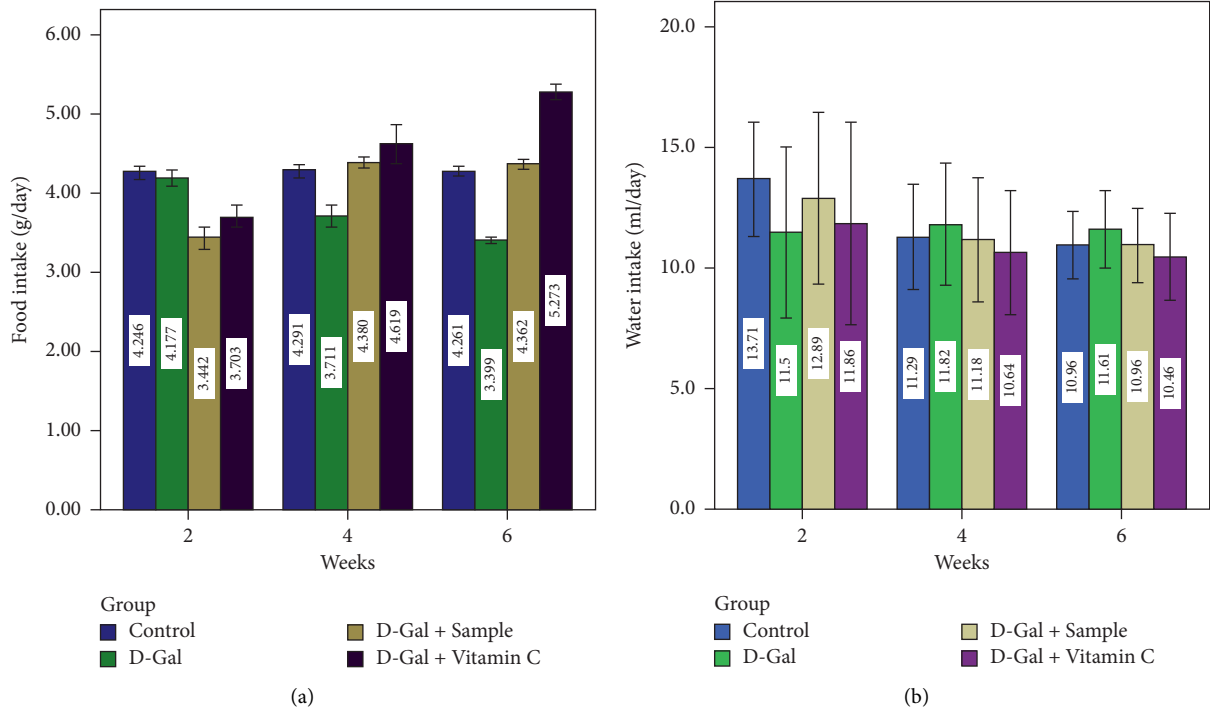 Food intake (g/day)
6.00
5.00
4.00
3.00
2.00
1.00
0.00
4.246
4.177
3.442
3.703
4.291
3.711
4.380
4.619
4.261
3.399
4.362
5.273
2
4
6
Weeks
Group
Control
D-Gal + Sample
D-Gal
D-Gal + Vitamin C
(a)
Water intake (ml/day)
20.0
15.0
10.0
5.0
0.0
13.71
11.5
12.89
11.86
11.29
11.82
11.18
10.64
10.96
11.61
10.96
10.46
2
4
6
Weeks
Group
Control
D-Gal + Sample
D-Gal
D-Gal + Vitamin C
(b)